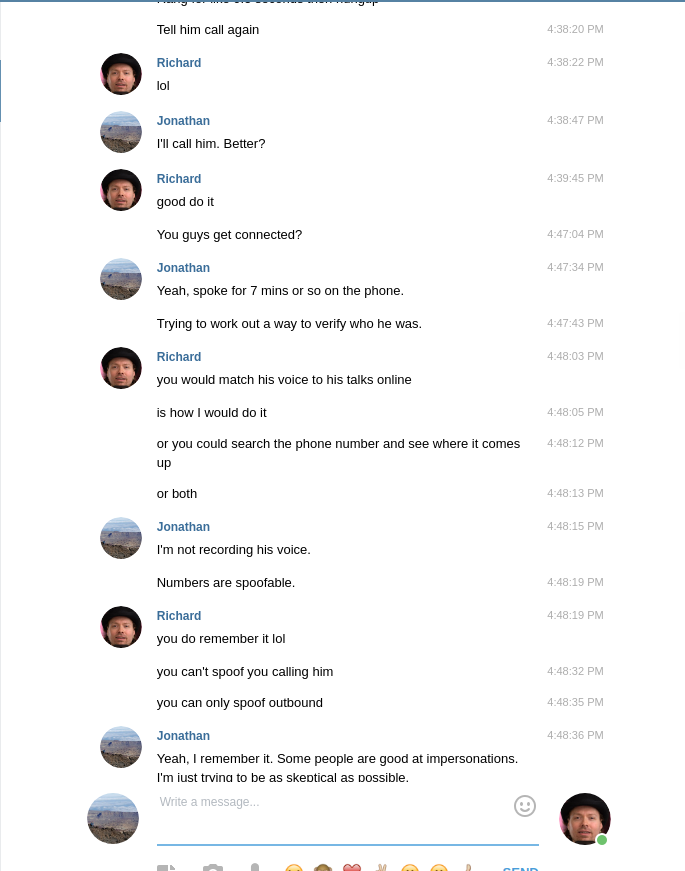 Tell him call again 4:38:20 PM
Richard 4:38:22 PM
lol
Jonathan 4:38:47 PM
I'll call him. Better?
Richard 4:39:45 PM
good do it
You guys get connected? 4:47:04 PM
Jonathan 4:47:34 PM
Yeah, spoke for 7 mins or so on the phone.
Trying to work out a way to verify who he was. 4:47:43 PM
Richard 4:48:03 PM
you would match his voice to his talks online
is how I would do it 4:48:05 PM
or you could search the phone number and see where it comes 4:48:12 PM
up
or both 4:48:13 PM
Jonathan 4:48:15 PM
I'm not recording his voice.
Numbers are spoofable. 4:48:19 PM
Richard 4:48:19 PM
you do remember it lol
you can't spoof you calling him 4:48:32 PM
you can only spoof outbound 4:48:35 PM
Jonathan 4:48:36 PM
Yeah, I remember it. Some people are good at impersonations.
I'm just trying to be as skeptical as possible.
Write a message...
SEND